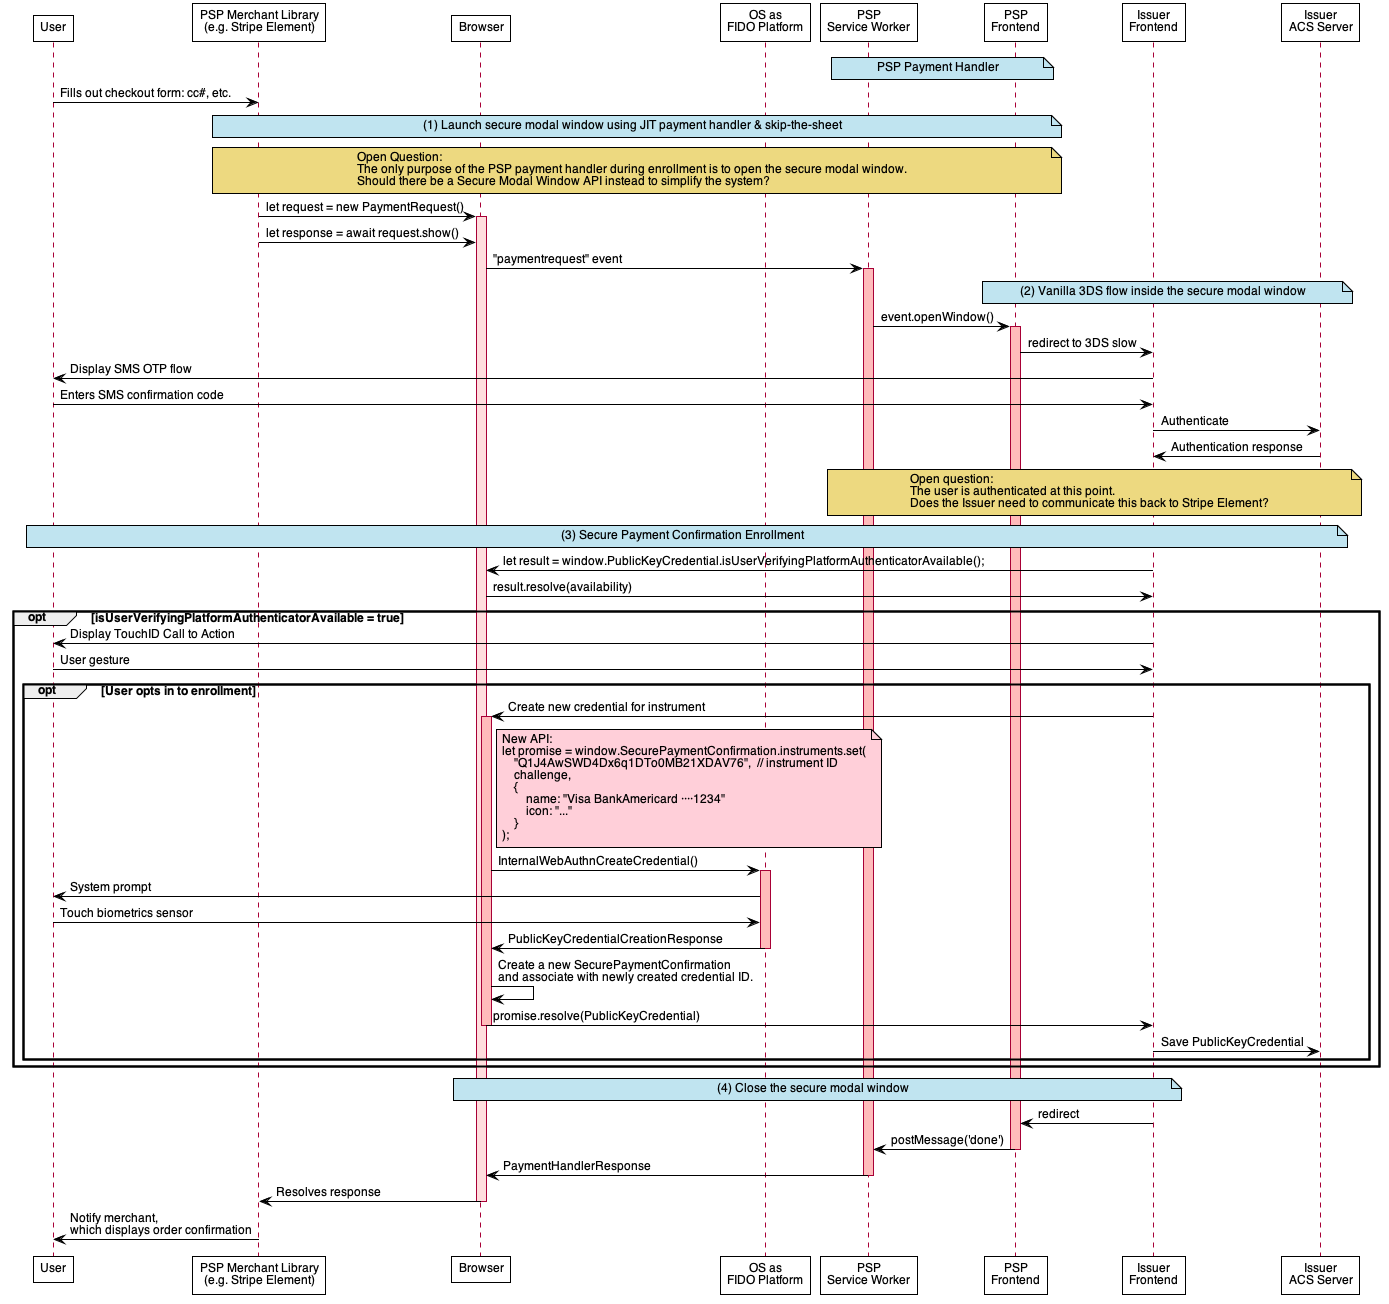 User
PSP Merchant Library
(e.g. Stripe Element)
Browser
OS as
FIDO Platform
PSP
Service Worker
PSP
Frontend
Issuer
Frontend
Issuer
ACS Server
PSP Payment Handler
Fills out checkout form: cc#, etc.
(1) Launch secure modal window using JIT payment handler & skip-the-sheet
Open Question:
The only purpose of the PSP payment handler during enrollment is to open the secure modal window.
Should there be a Secure Modal Window API instead to simplify the system?
let request = new PaymentRequest()
let response = await request.show()
"paymentrequest" event
(2) Vanilla 3DS flow inside the secure modal window
event.openWindow()
redirect to 3DS slow
Display SMS OTP flow
Enters SMS confirmation code
Authenticate
Authentication response
Open question:
The user is authenticated at this point.
Does the Issuer need to communicate this back to Stripe Element?
(3) Secure Payment Confirmation Enrollment
let result = window.PublicKeyCredential.isUserVerifyingPlatformAuthenticatorAvailable();
result.resolve(availability)
opt [isUserVerifyingPlatformAuthenticatorAvailable = true]
Display TouchID Call to Action
User gesture
opt [User opts in to enrollment]
Create new credential for instrument
New API:
let promise = window.SecurePaymentConfirmation.instruments.set(
"Q1J4AwSWD4Dx6q1DTo0MB21XDAV76", // instrument ID
challenge,
{
name: "Visa BankAmericard ····1234"
icon: "..."
}
);
InternalWebAuthnCreateCredential()
System prompt
Touch biometrics sensor
PublicKeyCredentialCreationResponse
Create a new SecurePaymentConfirmation
and associate with newly created credential ID.
promise.resolve(PublicKeyCredential)
Save PublicKeyCredential
(4) Close the secure modal window
redirect
postMessage('done')
PaymentHandlerResponse
Resolves response
Notify merchant,
which displays order confirmation
User
PSP Merchant Library
(e.g. Stripe Element)
Browser
OS as
FIDO Platform
PSP
Service Worker
PSP
Frontend
Issuer
Frontend
Issuer
ACS Server